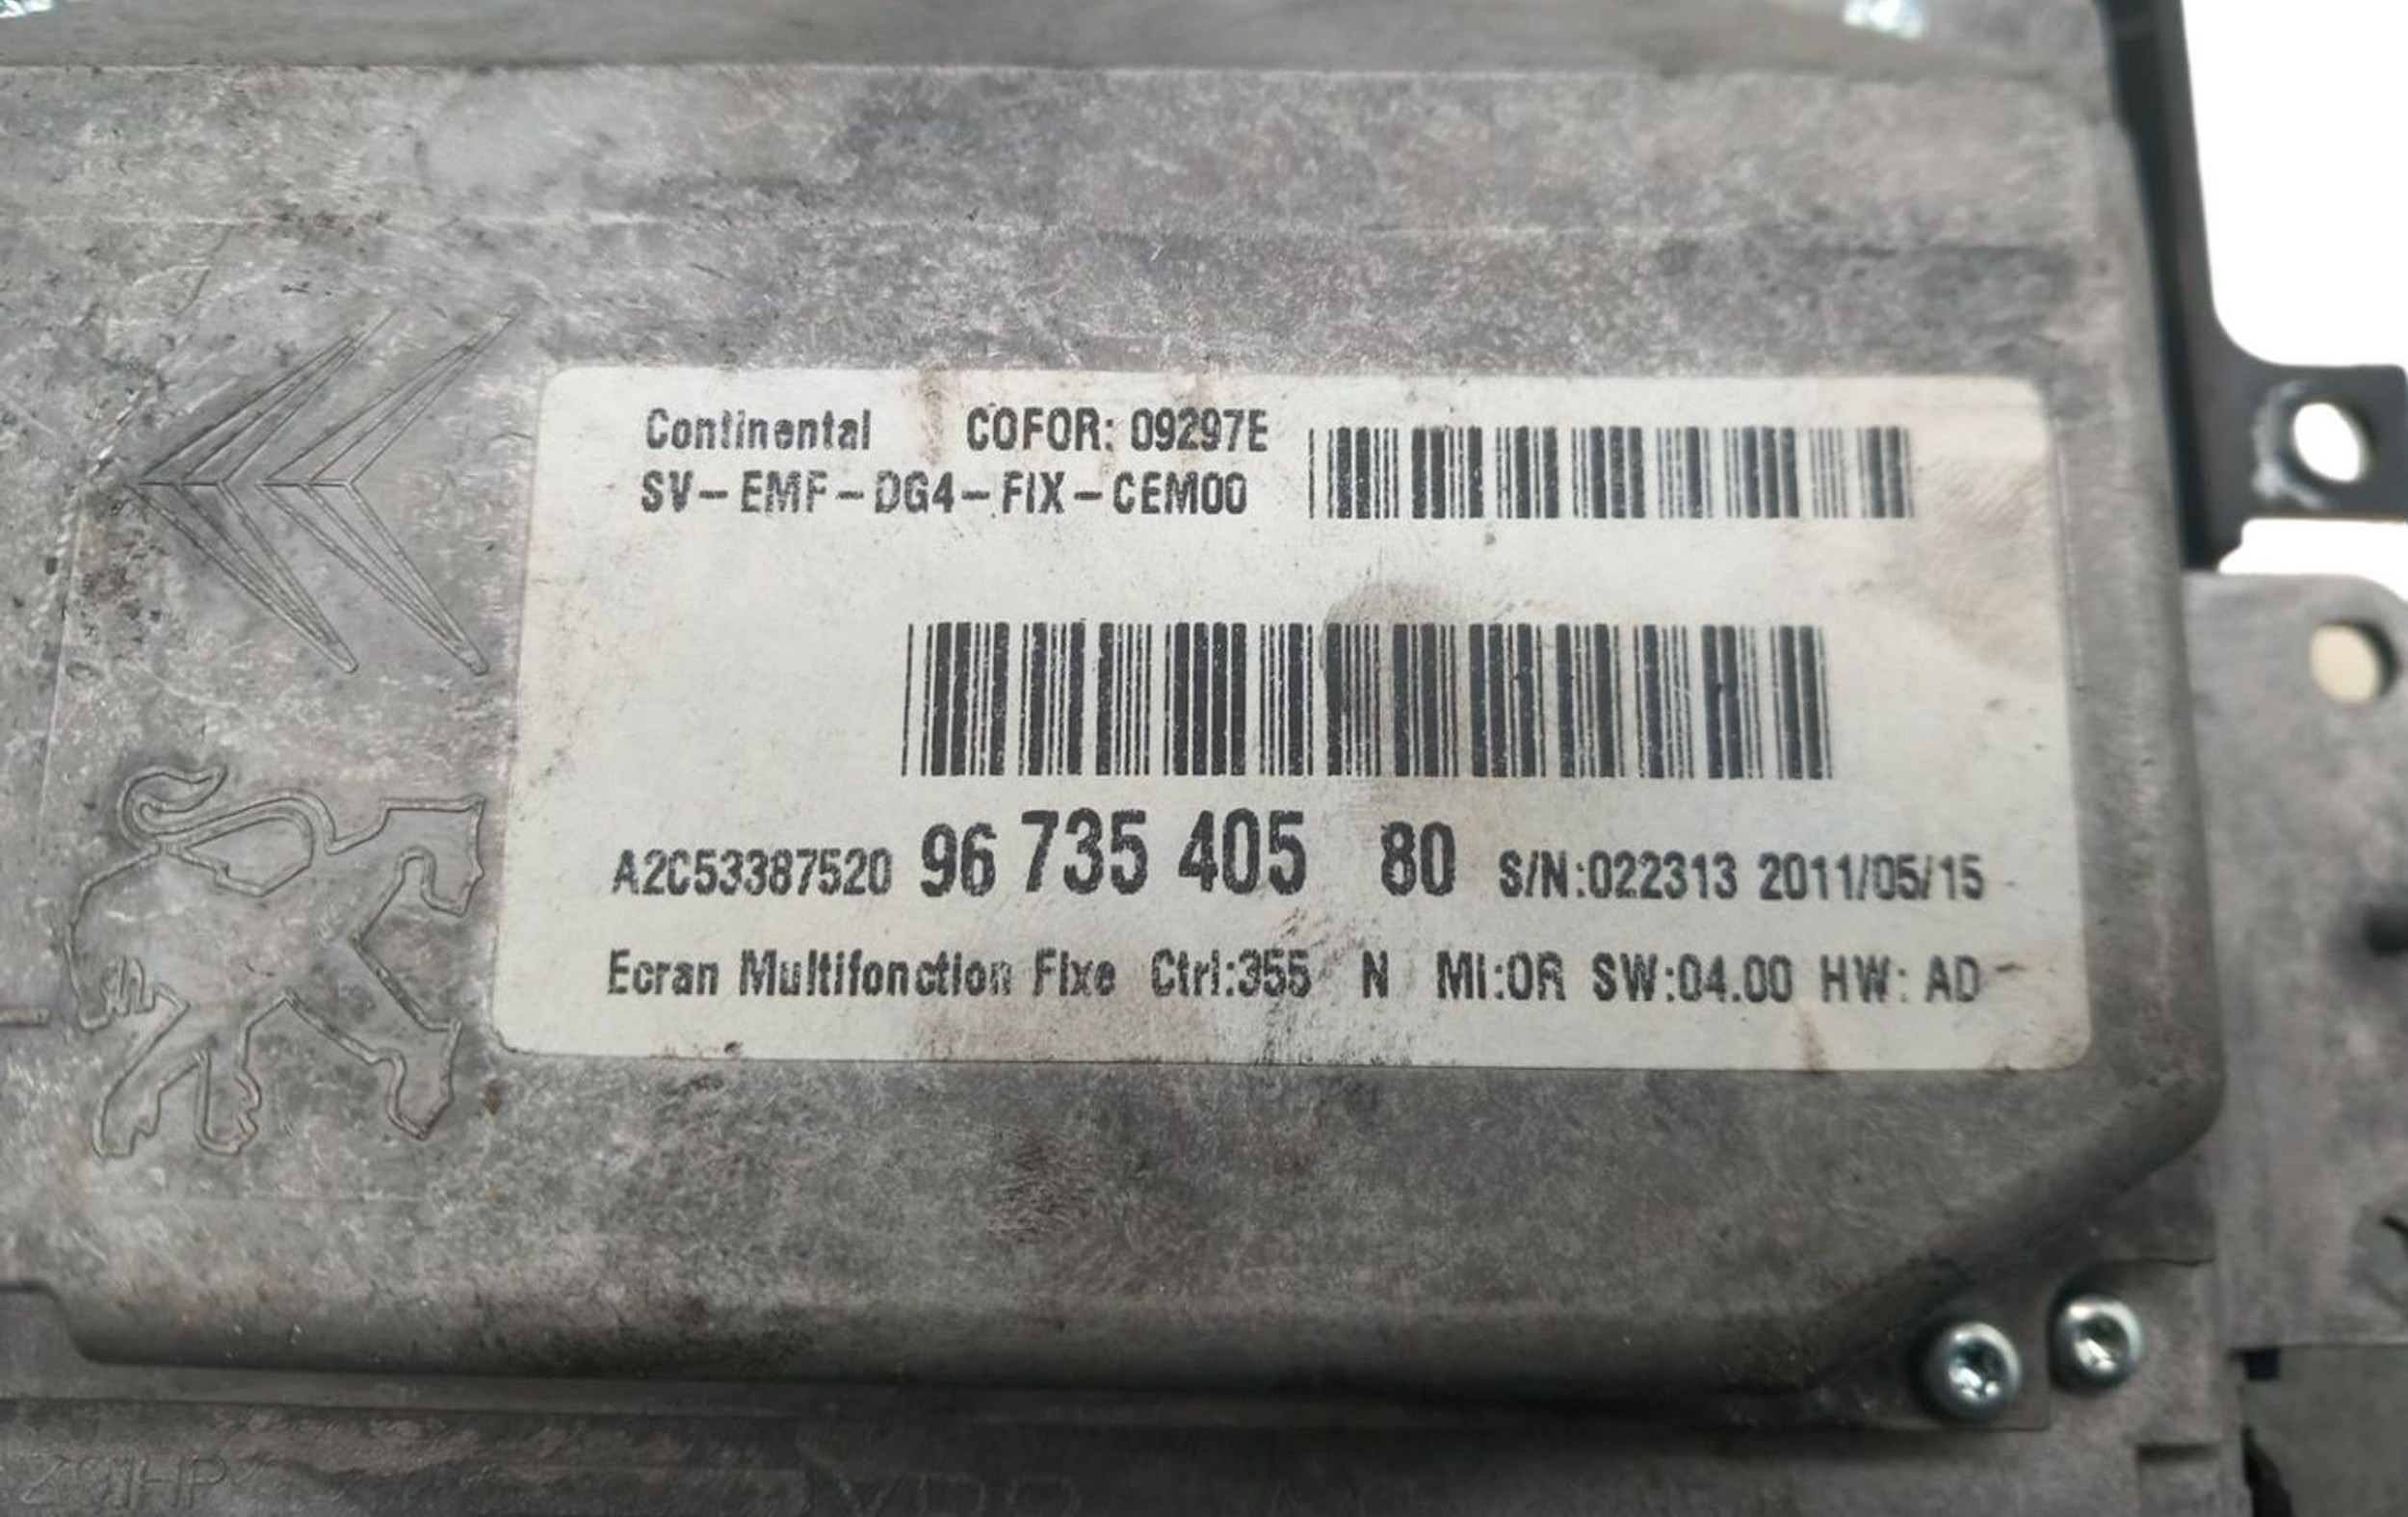 Continental COFOR: 09297E
SV-EMF-DG4-FIX-CEM00
A2C53387520 96 735 405 80 S/N:022313 2011/05/15
Ecran Multifonction Fixe Ctrl:355 N MI:OR SW:04.00 HW: AD
VDO